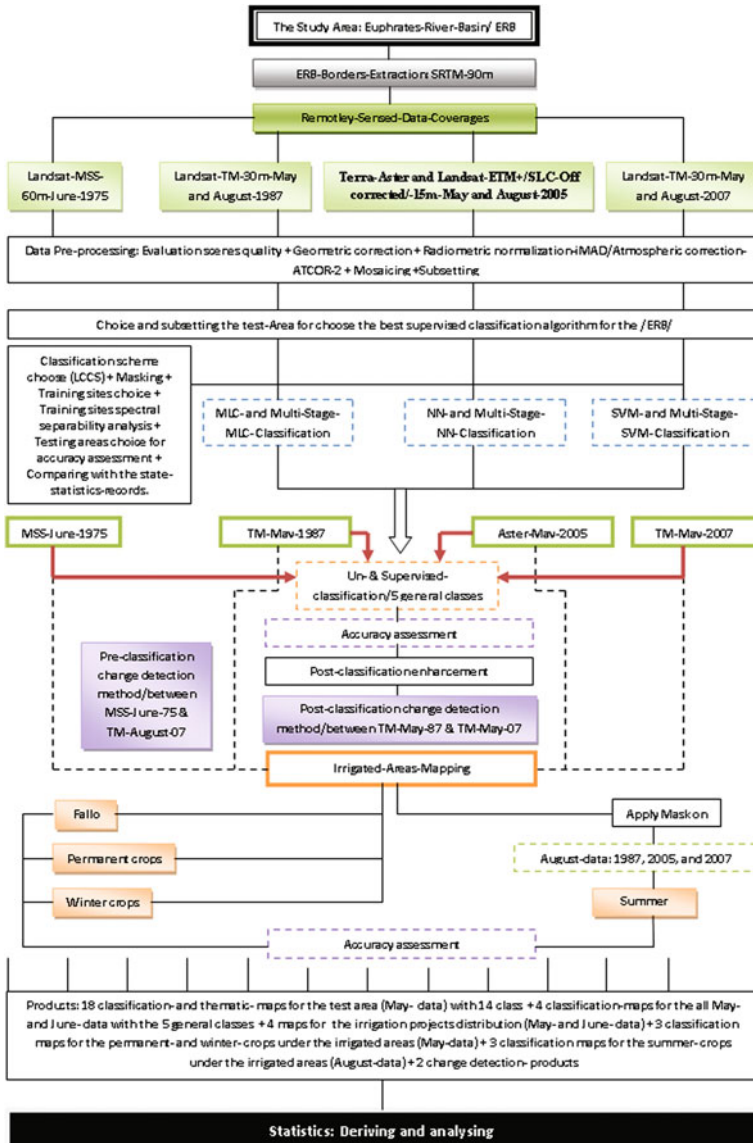 The Study Area: Euphrates-River-Basin/ ERB
ERB-Borders-Extraction: SRTM-90m
Remotley-Sensed-Data-Coverages
Landsat-MSS-
60m-June-1975
Landsat-TM-30m-May
and August-1987
Terra-Aster and Landsat-ETM+/SLC-Off
corrected/-15m-May and August-2005
Landsat-TM-30m-May
and August-2007
Data Pre-processing: Evaluation scenes quality + Geometric correction + Radiometric normalization-iMAD/Atmospheric correction-
ATCOR-2 + Mosaicing +Subsetting
Choice and subsetting the test-Area for choose the best supervised classification algorithm for the /ERB/
Classification scheme
choose (LCCS) + Masking +
Training sites choice +
Training sites spectral
separability analysis +
Testing areas choice for
accuracy assessment +
Comparing with the state-
statistics-records.
MLC-and Multi-Stage-
MLC-Classification
NN-and Multi-Stage-
NN-Classification
SVM-and Multi-Stage-
SVM-Classification
MSS-June-1975
TM-May-1987
Aster-May-2005
TM-May-2007
Un- & Supervised-
classification/5 general classes
Accuracy assessment
Pre-classification
change detection
method/between
MSS-June-75 &
TM-August-07
Post-classification enhancement
Post-classification change detection
method/between TM-May-87 & TM-May-07
Irrigated-Areas-Mapping
Fallo
Apply Mask on
Permanent crops
August-data: 1987, 2005, and 2007
Winter crops
Summer
Accuracy assessment
Products: 18 classification- and thematic- maps for the test area (May- data) with 14 class + 4 classification-maps for the all May-
and June-data with the 5 general classes + 4 maps for the irrigation projects distribution (May- and June-data) + 3 classification
maps for the permanent- and winter- crops under the irrigated areas (May-data) + 3 classification maps for the summer-crops
under the irrigated areas (August-data) + 2 change detection- products
Statistics: Deriving and analysing